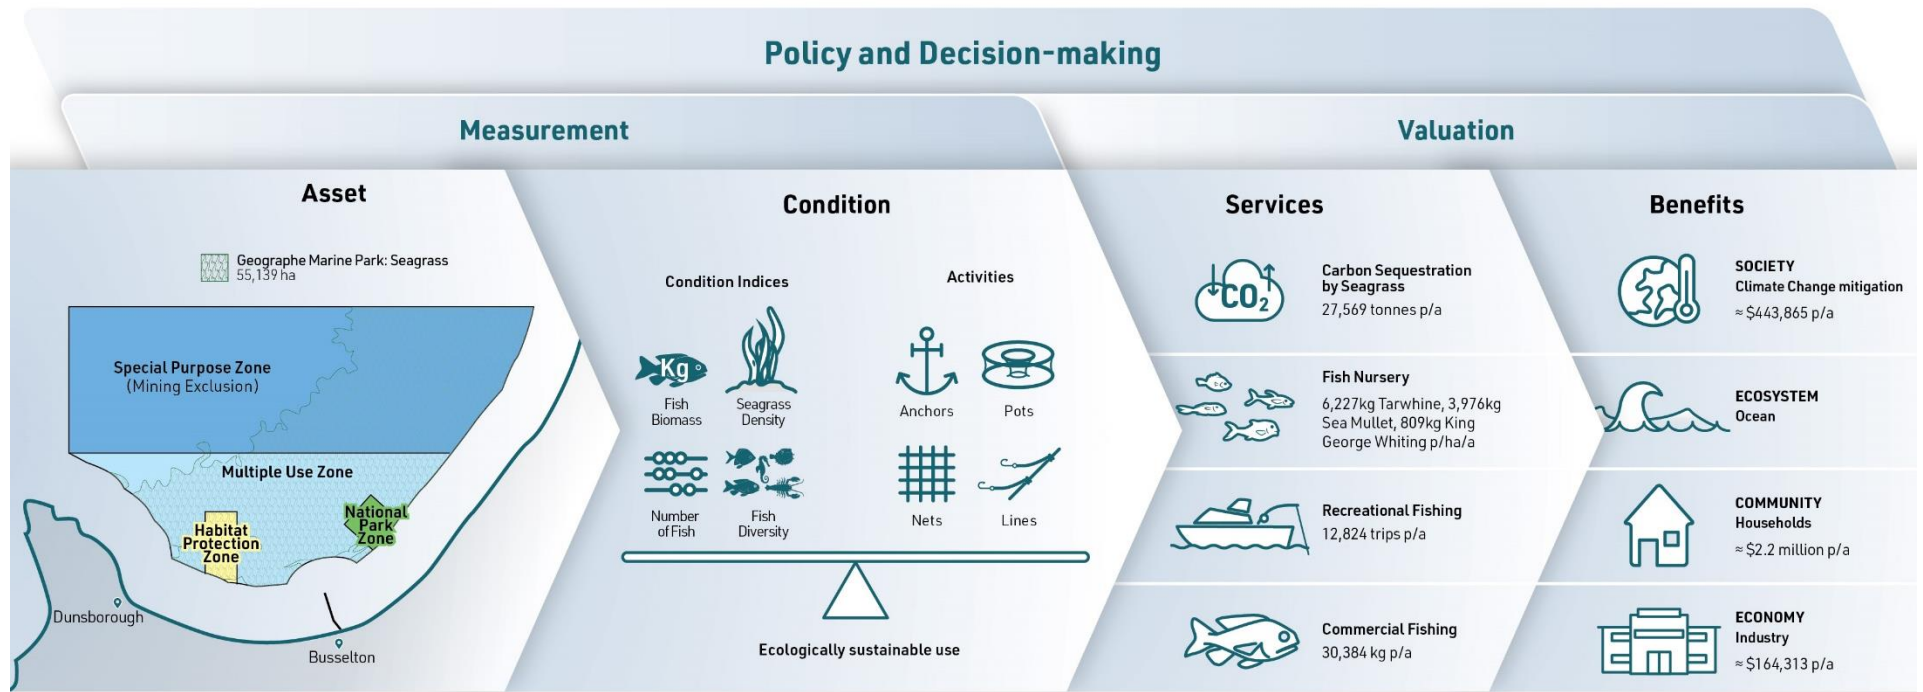 Policy and Decision-making
Measurement
Valuation
Asset
Geographe Marine Park: Seagrass
55,139 ha
Special Purpose Zone
(Mining Exclusion)
Multiple Use Zone
Habitat
Protection
Zone
National
Park
Zone
Dunsborough
Busselton
Condition
Condition Indices
Activities
Kg
Fish
Biomass
Seagrass
Density
Anchors
Pots
Number
of Fish
Fish
Diversity
Nets
Lines
Ecologically sustainable use
Services
CO₂
Carbon Sequestration
by Seagrass
27,569 tonnes p/a
Fish Nursery
6,227kg Tarwhine, 3,976kg
Sea Mullet, 809kg King
George Whiting p/ha/a
Recreational Fishing
12,824 trips p/a
Commercial Fishing
30,384 kg p/a
Benefits
SOCIETY
Climate Change mitigation
≈ $443,865 p/a
ECOSYSTEM
Ocean
COMMUNITY
Households
≈ $2.2 million p/a
ECONOMY
Industry
≈ $164,313 p/a